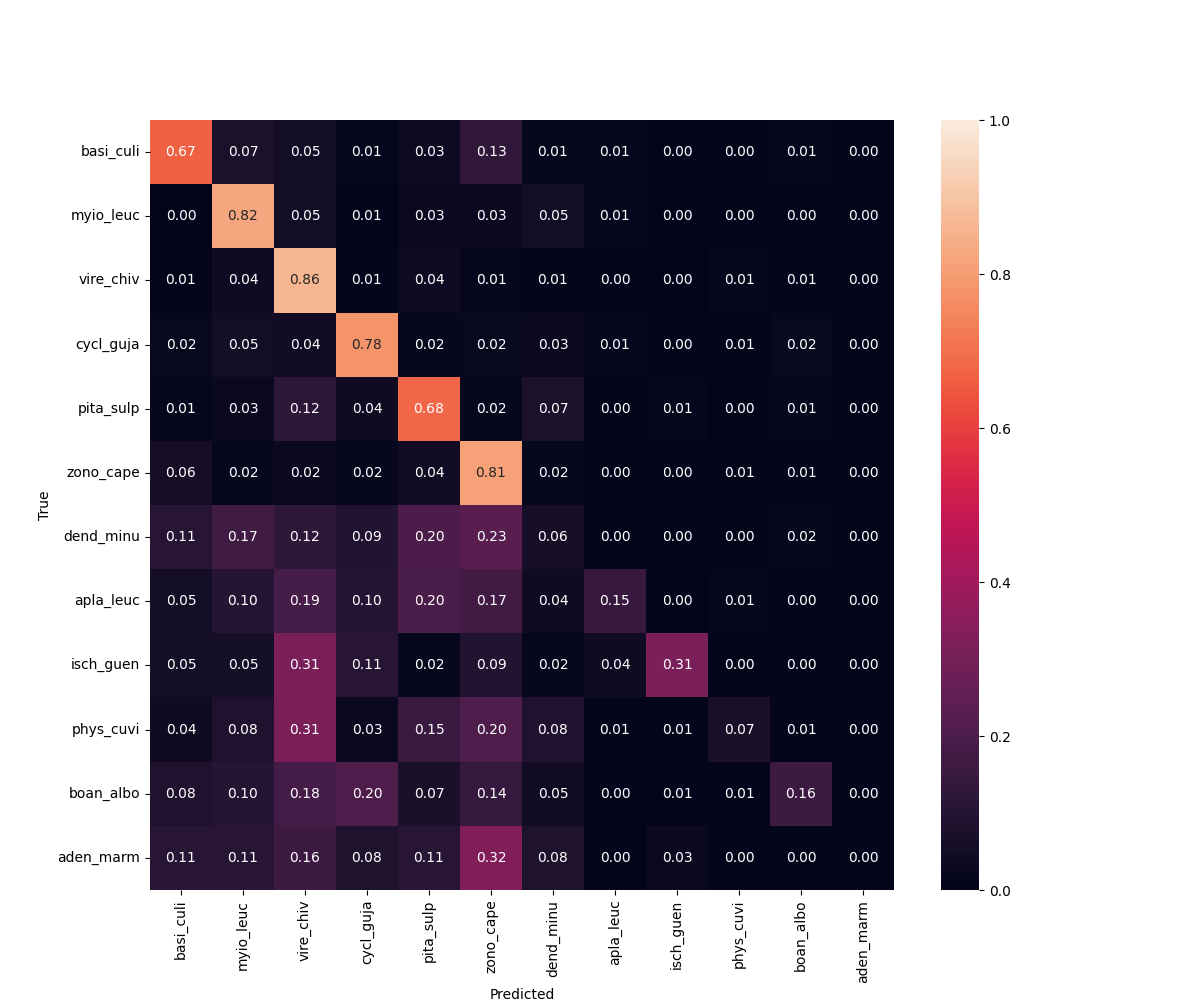 basi_culi 0.67 0.07 0.05 0.01 0.03 0.13 0.01 0.01 0.00 0.00 0.01 0.00
myio_leuc 0.00 0.82 0.05 0.01 0.03 0.03 0.05 0.01 0.00 0.00 0.00 0.00
vire_chiv 0.01 0.04 0.86 0.01 0.04 0.01 0.01 0.00 0.00 0.01 0.01 0.00
cycl_guja 0.02 0.05 0.04 0.78 0.02 0.02 0.03 0.01 0.00 0.01 0.02 0.00
pita_sulp 0.01 0.03 0.12 0.04 0.68 0.02 0.07 0.00 0.01 0.00 0.01 0.00
zono_cape 0.06 0.02 0.02 0.02 0.04 0.81 0.02 0.00 0.00 0.01 0.01 0.00
dend_minu 0.11 0.17 0.12 0.09 0.20 0.23 0.06 0.00 0.00 0.00 0.02 0.00
apla_leuc 0.05 0.10 0.19 0.10 0.20 0.17 0.04 0.15 0.00 0.01 0.00 0.00
isch_guen 0.05 0.05 0.31 0.11 0.02 0.09 0.02 0.04 0.31 0.00 0.00 0.00
phys_cuvi 0.04 0.08 0.31 0.03 0.15 0.20 0.08 0.01 0.01 0.07 0.01 0.00
boan_albo 0.08 0.10 0.18 0.20 0.07 0.14 0.05 0.00 0.01 0.01 0.16 0.00
aden_marm 0.11 0.11 0.16 0.08 0.11 0.32 0.08 0.00 0.03 0.00 0.00 0.00
True
basi_culi myio_leuc vire_chiv cycl_guja pita_sulp zono_cape dend_minu apla_leuc isch_guen phys_cuvi boan_albo aden_marm
Predicted
1.0
0.8
0.6
0.4
0.2
0.0